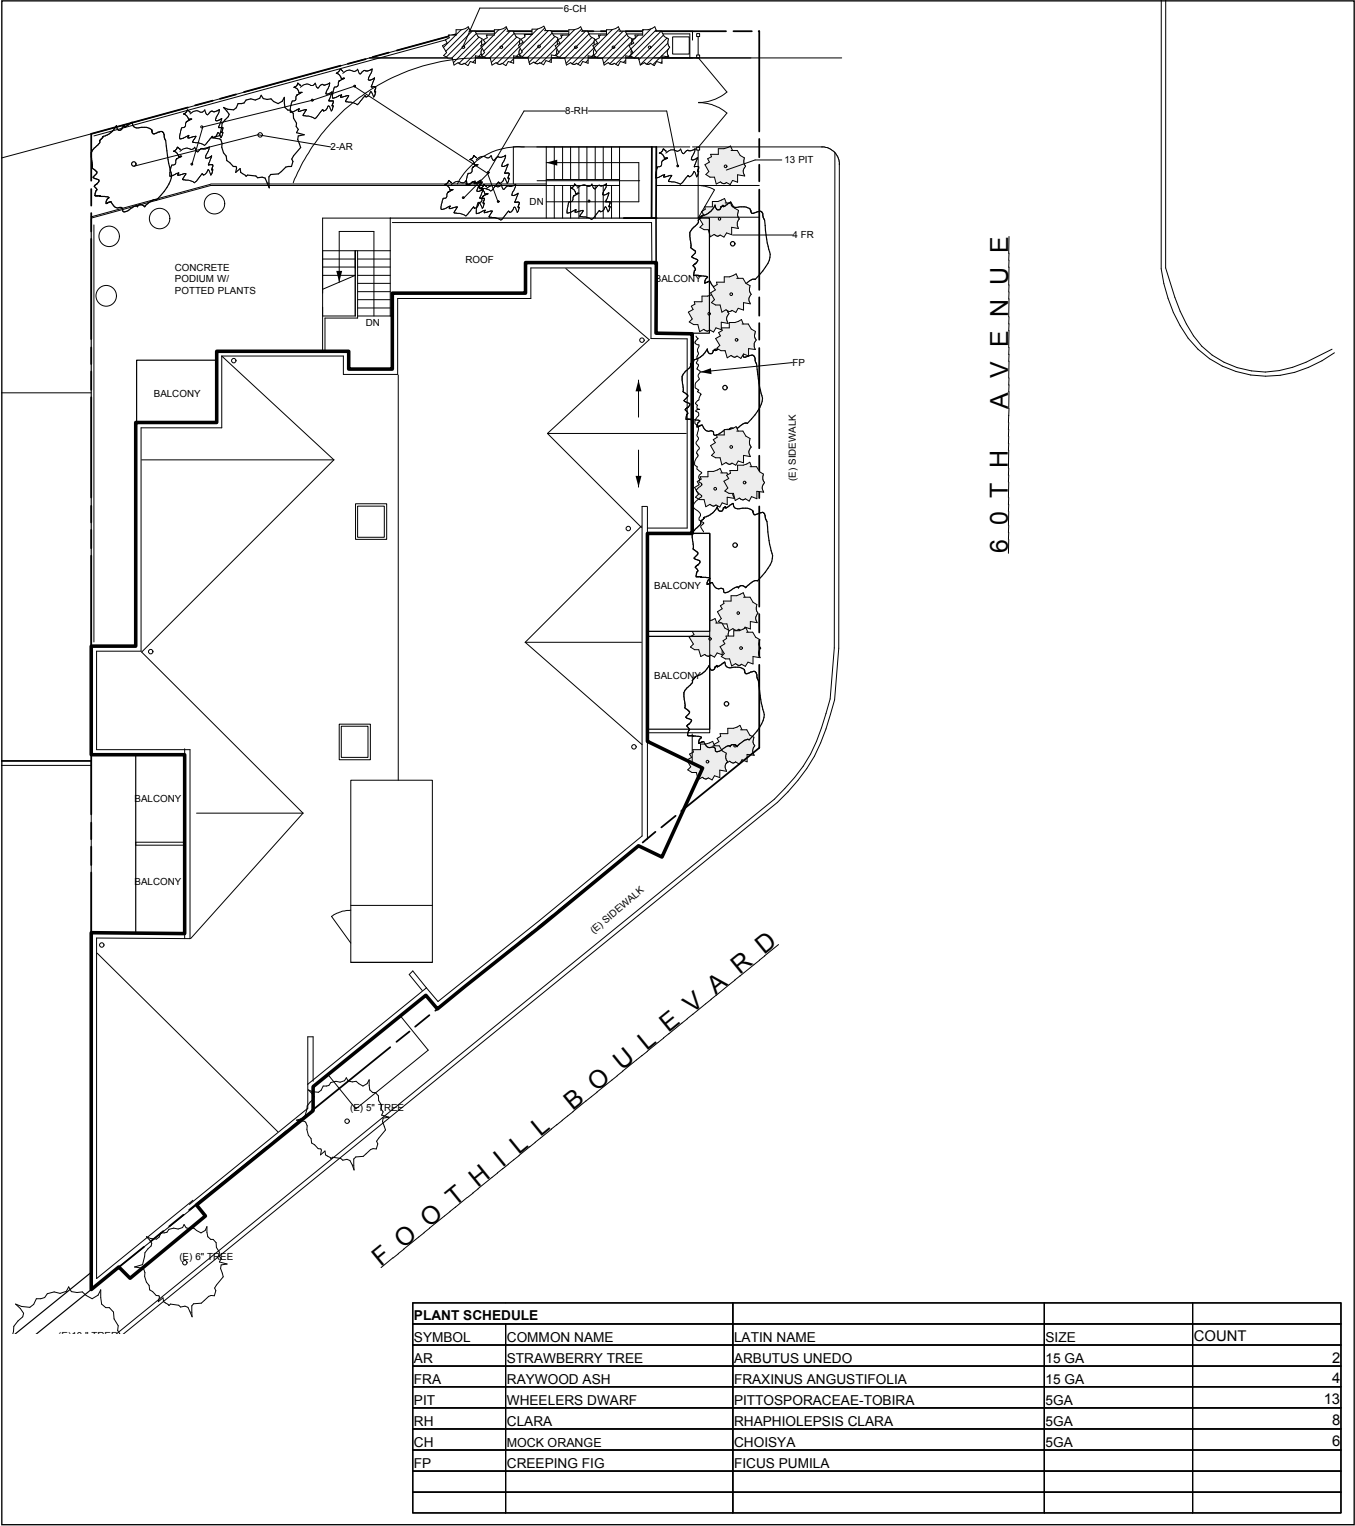 6-CH
8-RH
2-AR
13 PIT
DN
4 FR
ROOF
CONCRETE
PODIUM W/
POTTED PLANTS
BALCONY
DN
FP
BALCONY
(E) SIDEWALK
60TH AVENUE
BALCONY
BALCONY
BALCONY
BALCONY
(E) SIDEWALK
FOOTHILL BOULEVARD
(E) 5" TREE
(E) 6" TREE
PLANT SCHEDULE
SYMBOL COMMON NAME LATIN NAME SIZE COUNT
AR STRAWBERRY TREE ARBUTUS UNEDO 15 GA 2
FRA RAYWOOD ASH FRAXINUS ANGUSTIFOLIA 15 GA 4
PIT WHEELERS DWARF PITTOSPORACEAE-TOBIRA 5GA 13
RH CLARA RHAPHIOLEPSIS CLARA 5GA 8
CH MOCK ORANGE CHOISYA 5GA 6
FP CREEPING FIG FICUS PUMILA